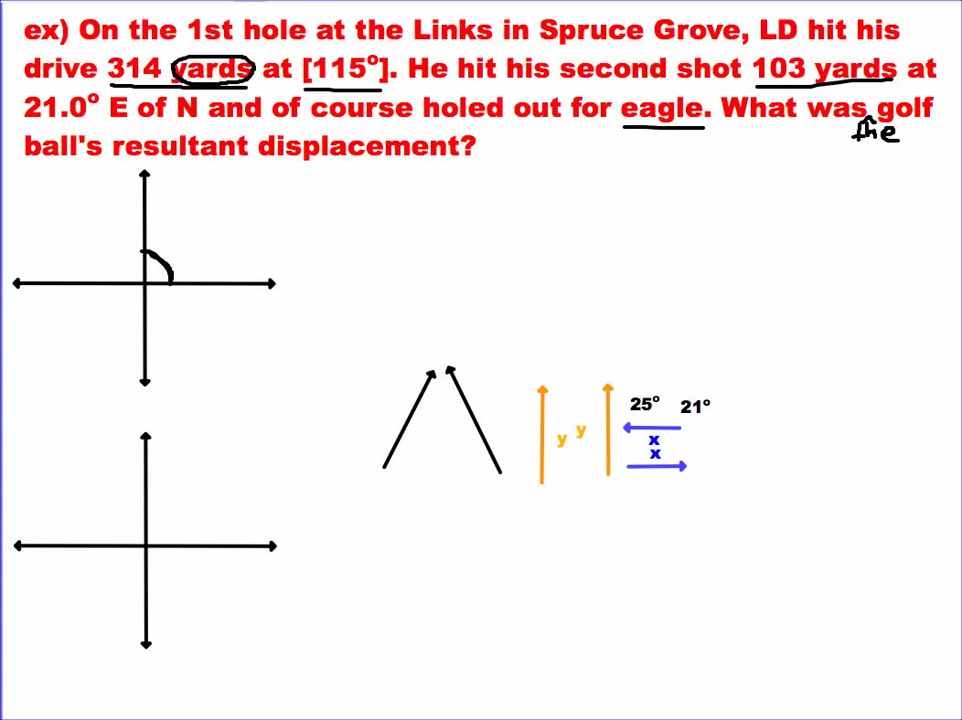 ex) On the 1st hole at the Links in Spruce Grove, LD hit his
drive 314 yards at [115°]. He hit his second shot 103 yards at
21.0° E of N and of course holed out for eagle. What was golf
the
ball's resultant displacement?
25° 21°
y y x
x